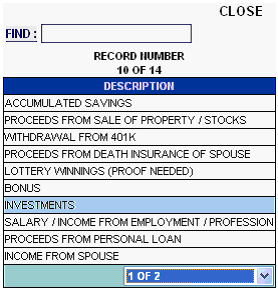 CLOSE
FIND :
RECORD NUMBER
10 OF 14
DESCRIPTION
ACCUMULATED SAVINGS
PROCEEDS FROM SALE OF PROPERTY / STOCKS
WITHDRAWAL FROM 401K
PROCEEDS FROM DEATH INSURANCE OF SPOUSE
LOTTERY WINNINGS (PROOF NEEDED)
BONUS
INVESTMENTS
SALARY / INCOME FROM EMPLOYMENT / PROFESSION
PROCEEDS FROM PERSONAL LOAN
INCOME FROM SPOUSE
1 OF 2